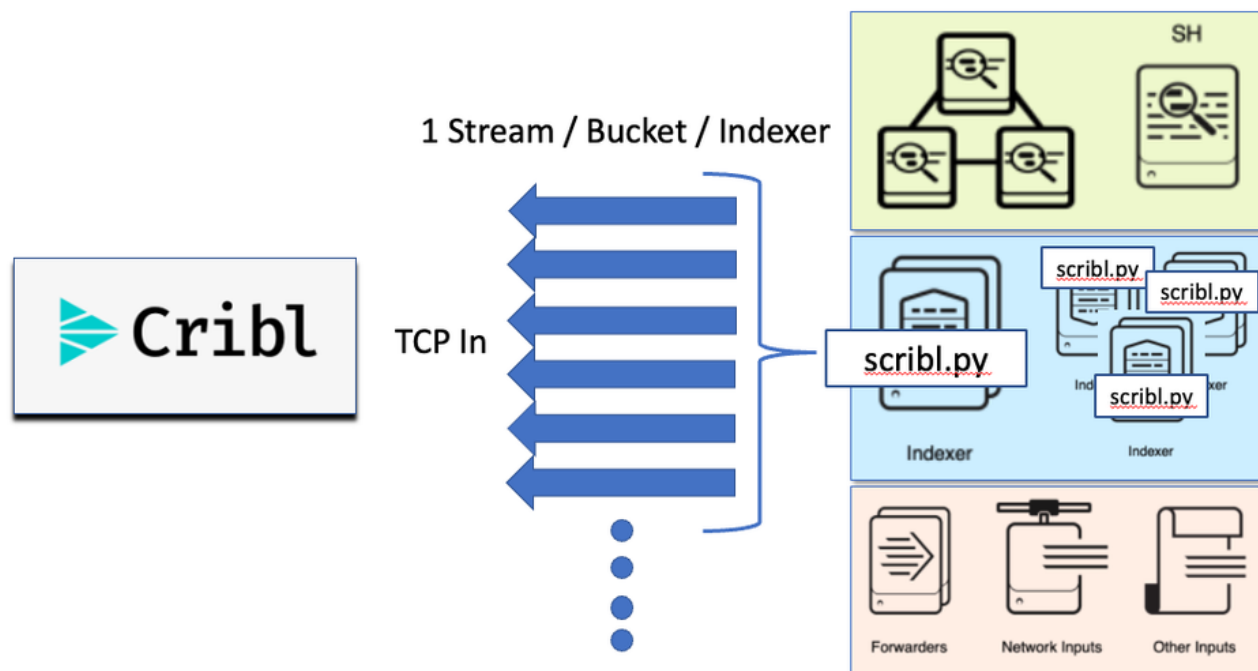 SH
1 Stream / Bucket / Indexer
Cribl
TCP In
scribl.py
Indexer
scribl.py
scribl.py
scribl.py
Indexer
Forwarders
Network Inputs
Other Inputs